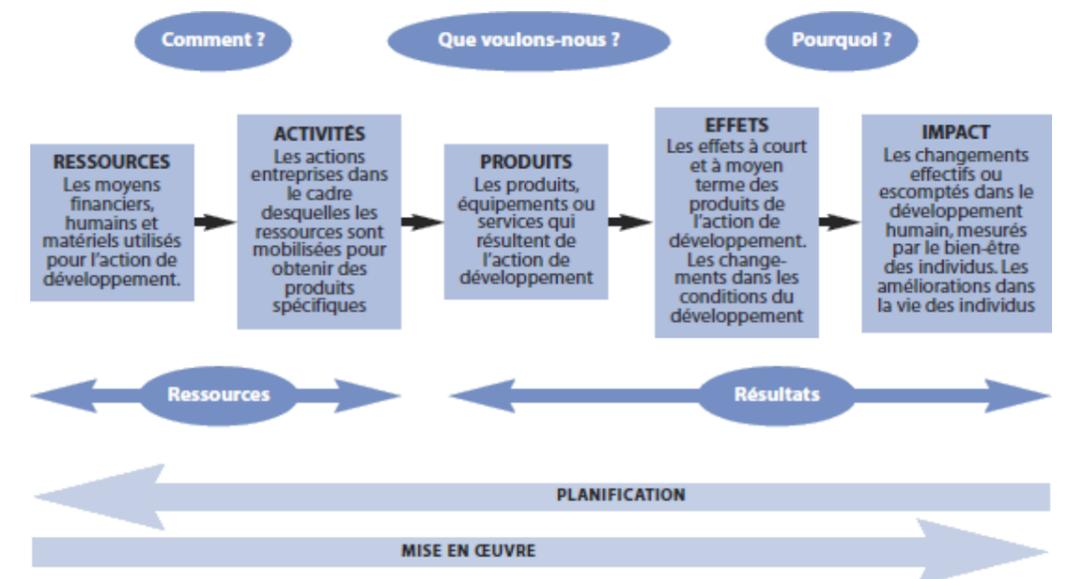 Comment ?
Que voulons-nous ?
Pourquoi ?
RESSOURCES
Les moyens
financiers,
humains et
matériels utilisés
pour l'action de
développement.
ACTIVITÉS
Les actions
entreprises dans
le cadre
desquelles les
ressources sont
mobilisées pour
obtenir des
produits
spécifiques
PRODUITS
Les produits,
équipements ou
services qui
résultent de
l'action de
développement
EFFETS
Les effets à court
et à moyen
terme des
produits de
l'action de
développement.
Les change-
ments dans les
conditions du
développement
IMPACT
Les changements
effectifs ou
escomptés dans le
développement
humain, mesurés
par le bien-être
des individus. Les
améliorations dans
la vie des individus
Ressources
Résultats
PLANIFICATION
MISE EN ŒUVRE